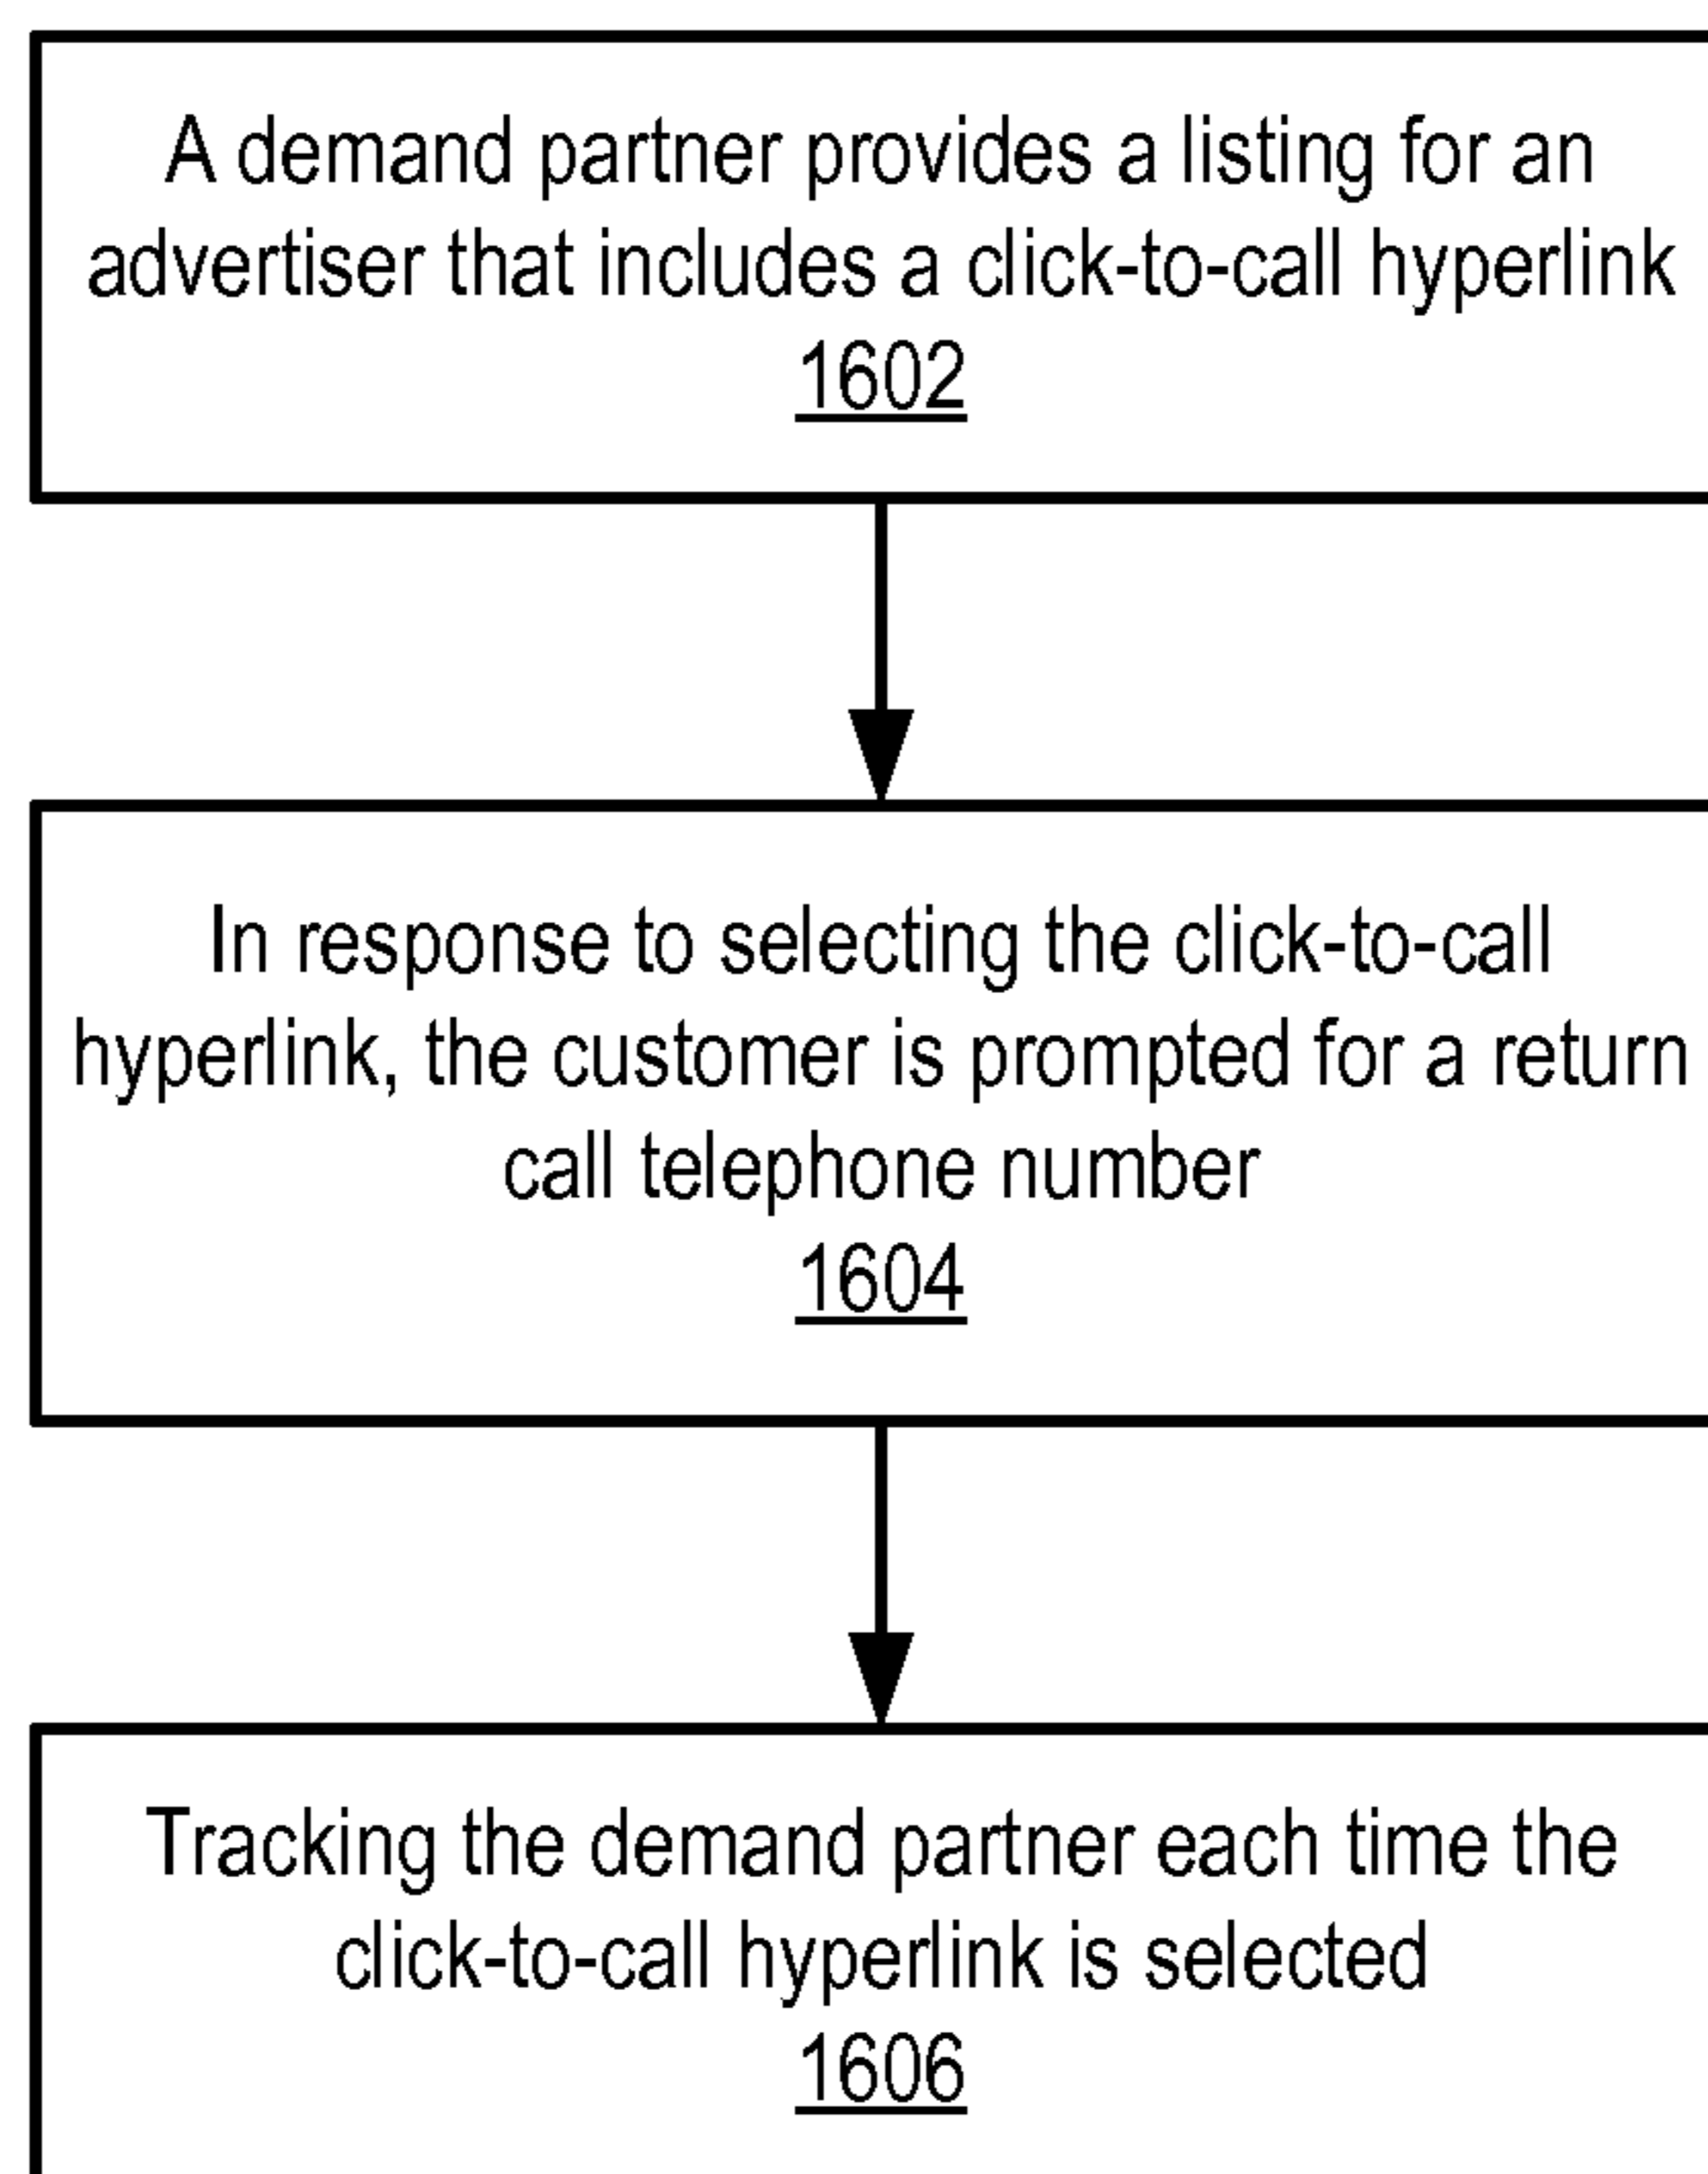 A demand partner provides a listing for an
advertiser that includes a click-to-call hyperlink
1602
In response to selecting the click-to-call
hyperlink, the customer is prompted for a return
call telephone number
1604
Tracking the demand partner each time the
click-to-call hyperlink is selected
1606